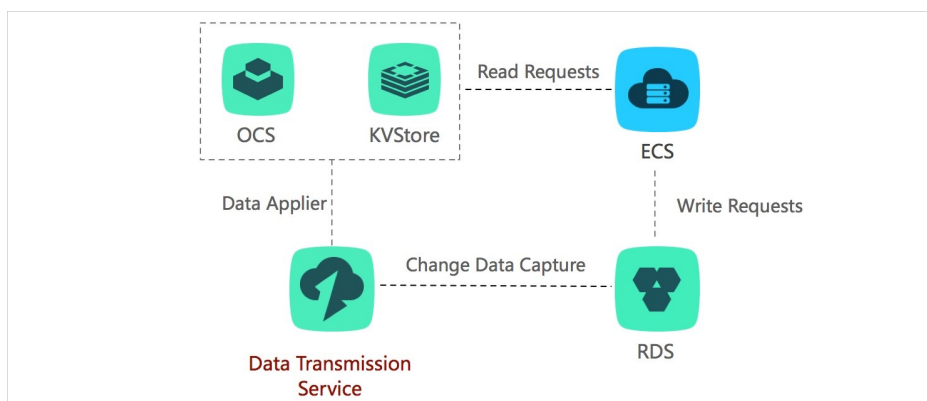 Read Requests
OCS
KVStore
ECS
Data Applier
Write Requests
Change Data Capture
RDS
Data Transmission
Service